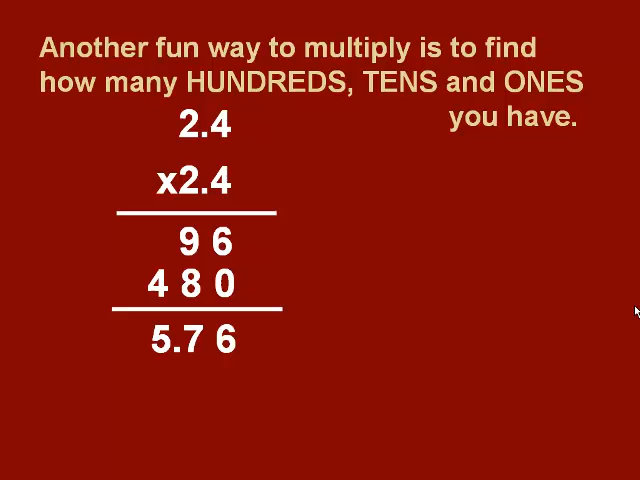 Another fun way to multiply is to find
how many HUNDREDS, TENS and ONES
you have.
2.4
x2.4
9 6
4 8 0
5.7 6